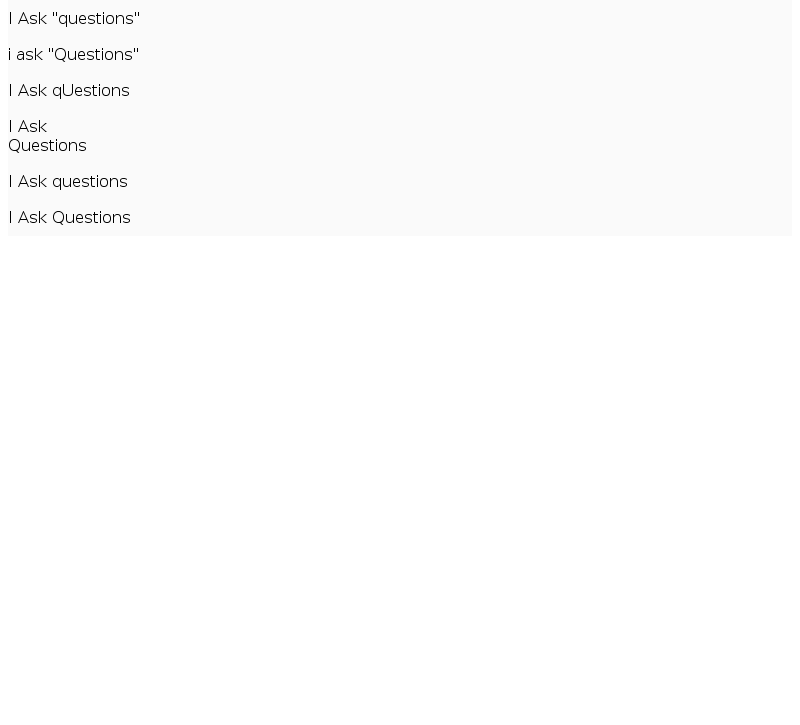 I Ask "questions"
i ask "Questions"
I Ask qUestions
I Ask
Questions
I Ask questions
I Ask Questions